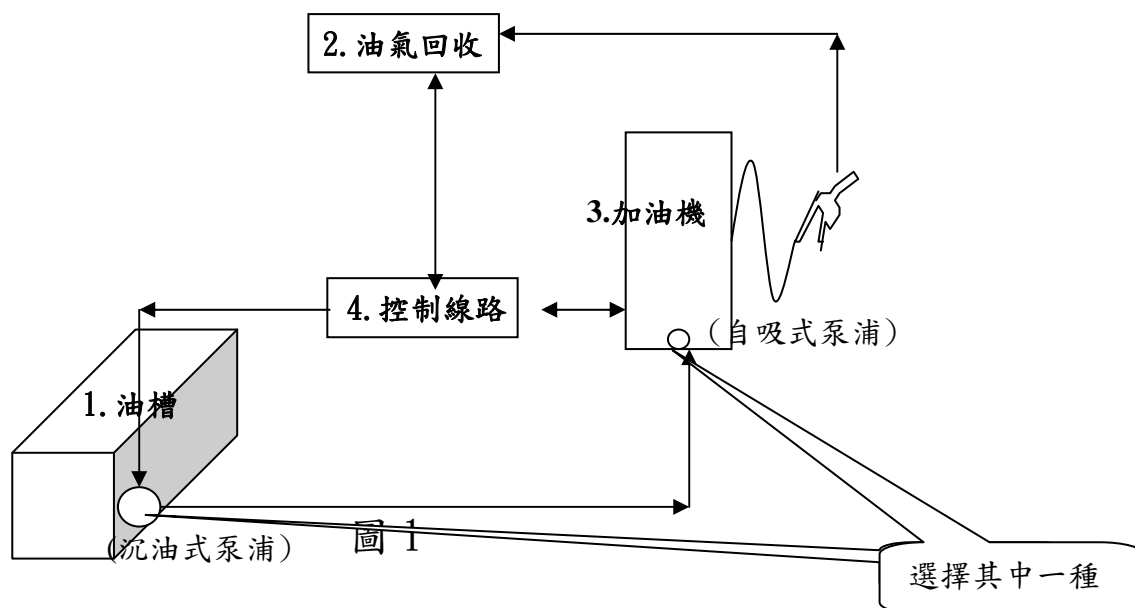 2. 油氣回收
3.加油機
4. 控制線路
（自吸式泵浦）
1. 油槽
(沉油式泵浦）
圖 1
選擇其中一種